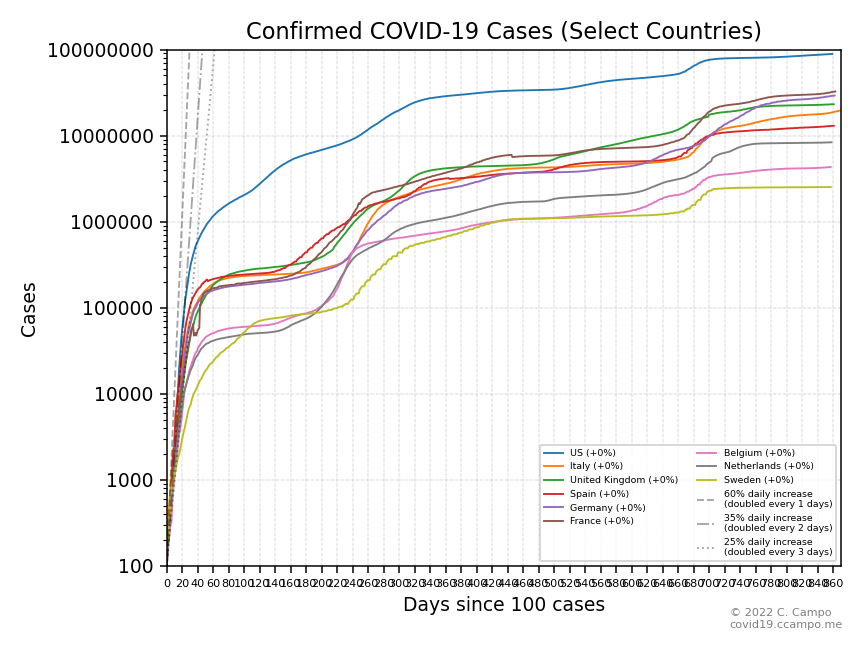 Confirmed COVID-19 Cases (Select Countries)
100000000
10000000
1000000
100000
10000
1000
100
Cases
US (+0%)
Italy (+0%)
United Kingdom (+0%)
Spain (+0%)
Germany (+0%)
France (+0%)
Belgium (+0%)
Netherlands (+0%)
Sweden (+0%)
60% daily increase
(doubled every 1 days)
35% daily increase
(doubled every 2 days)
25% daily increase
(doubled every 3 days)
0 20 40 60 80 100 120 140 160 180 200 220 240 260 280 300 320 340 360 380 400 420 440 460 480 500 520 540 560 580 600 620 640 660 680 700 720 740 760 780 800 820 840 860
Days since 100 cases
© 2022 C. Campo
covid19.ccampo.me